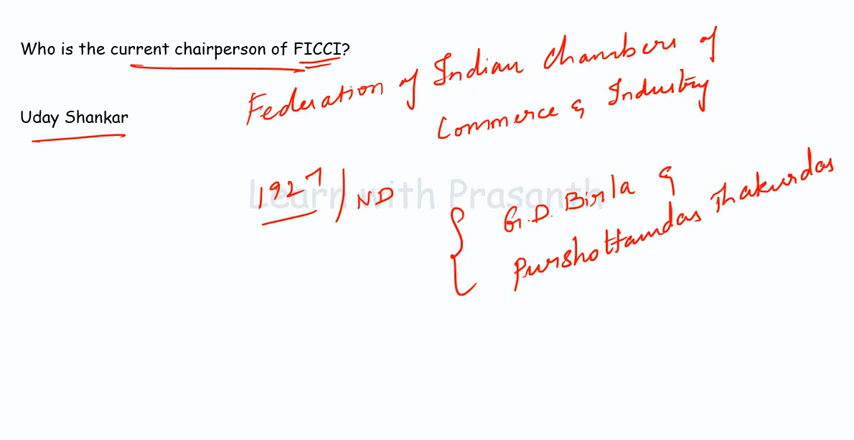 Who is the current chairperson of FICCI?
Federation of Indian Chambers of
Commerce & Industry
Uday Shankar
Learn with Prasanth
1927 / ND
G.D. Birla &
Purshottamdas Thakurdas